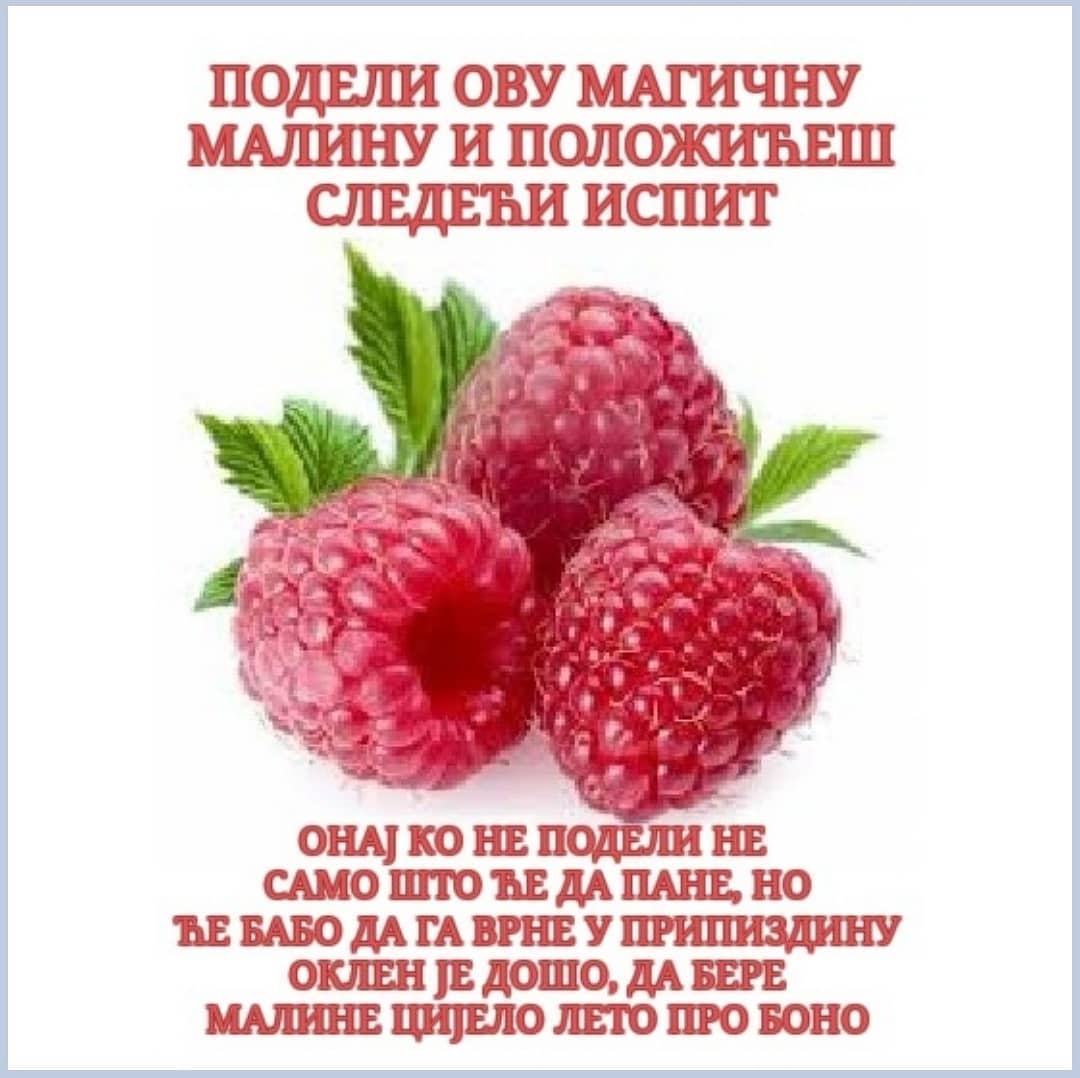 ПОДЕЛИ ОВУ МАГИЧНУ
МАЛИНУ И ПОЛОЖИЋЕШ
СЛЕДЕЋИ ИСПИТ
ОНАЈ КО НЕ ПОДЕЛИ НЕ
САМО ШТО ЋЕ ДА ПАНЕ, НО
ЋЕ БАБО ДА ГА ВРНЕ У ПРИПИЗДИНУ
ОКЛЕН ЈЕ ДОШО, ДА БЕРЕ
МАЛИНЕ ЦИЈЕЛО ЛЕТО ПРО БОНО